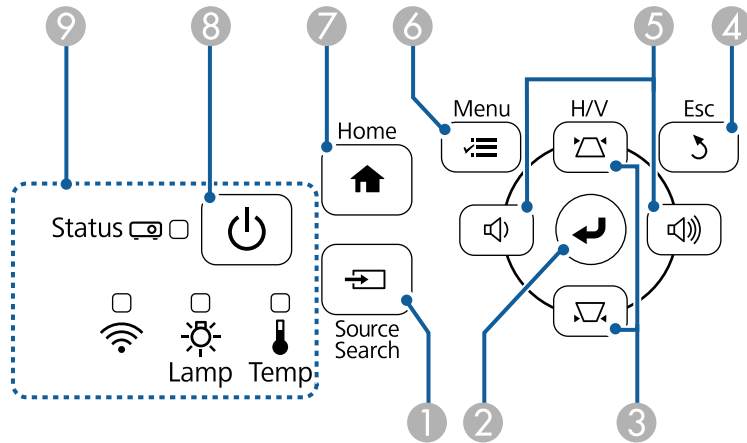 9
8
7
6
5
4
Menu
H/V
Esc
Home
Status
Source
Search
Lamp
Temp
1
2
3